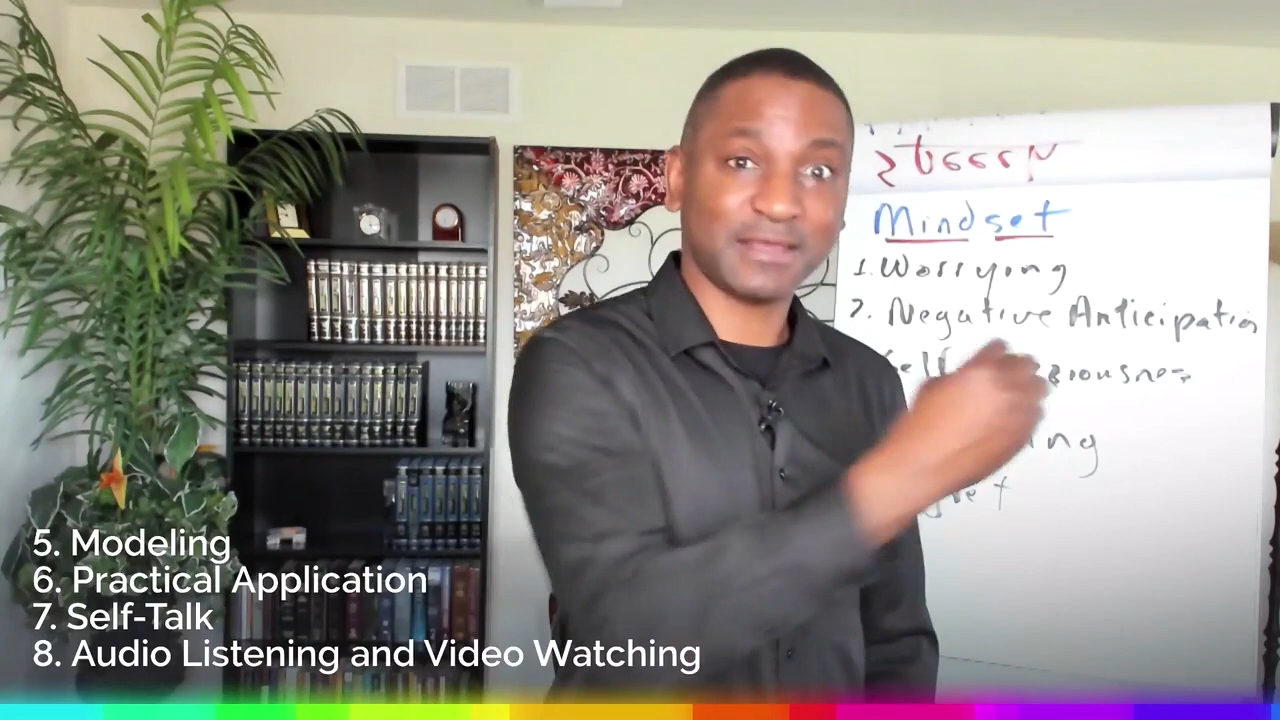 Mindset
1. Worrying
2. Negative Anticipation
5. Modeling
6. Practical Application
7. Self-Talk
8. Audio Listening and Video Watching